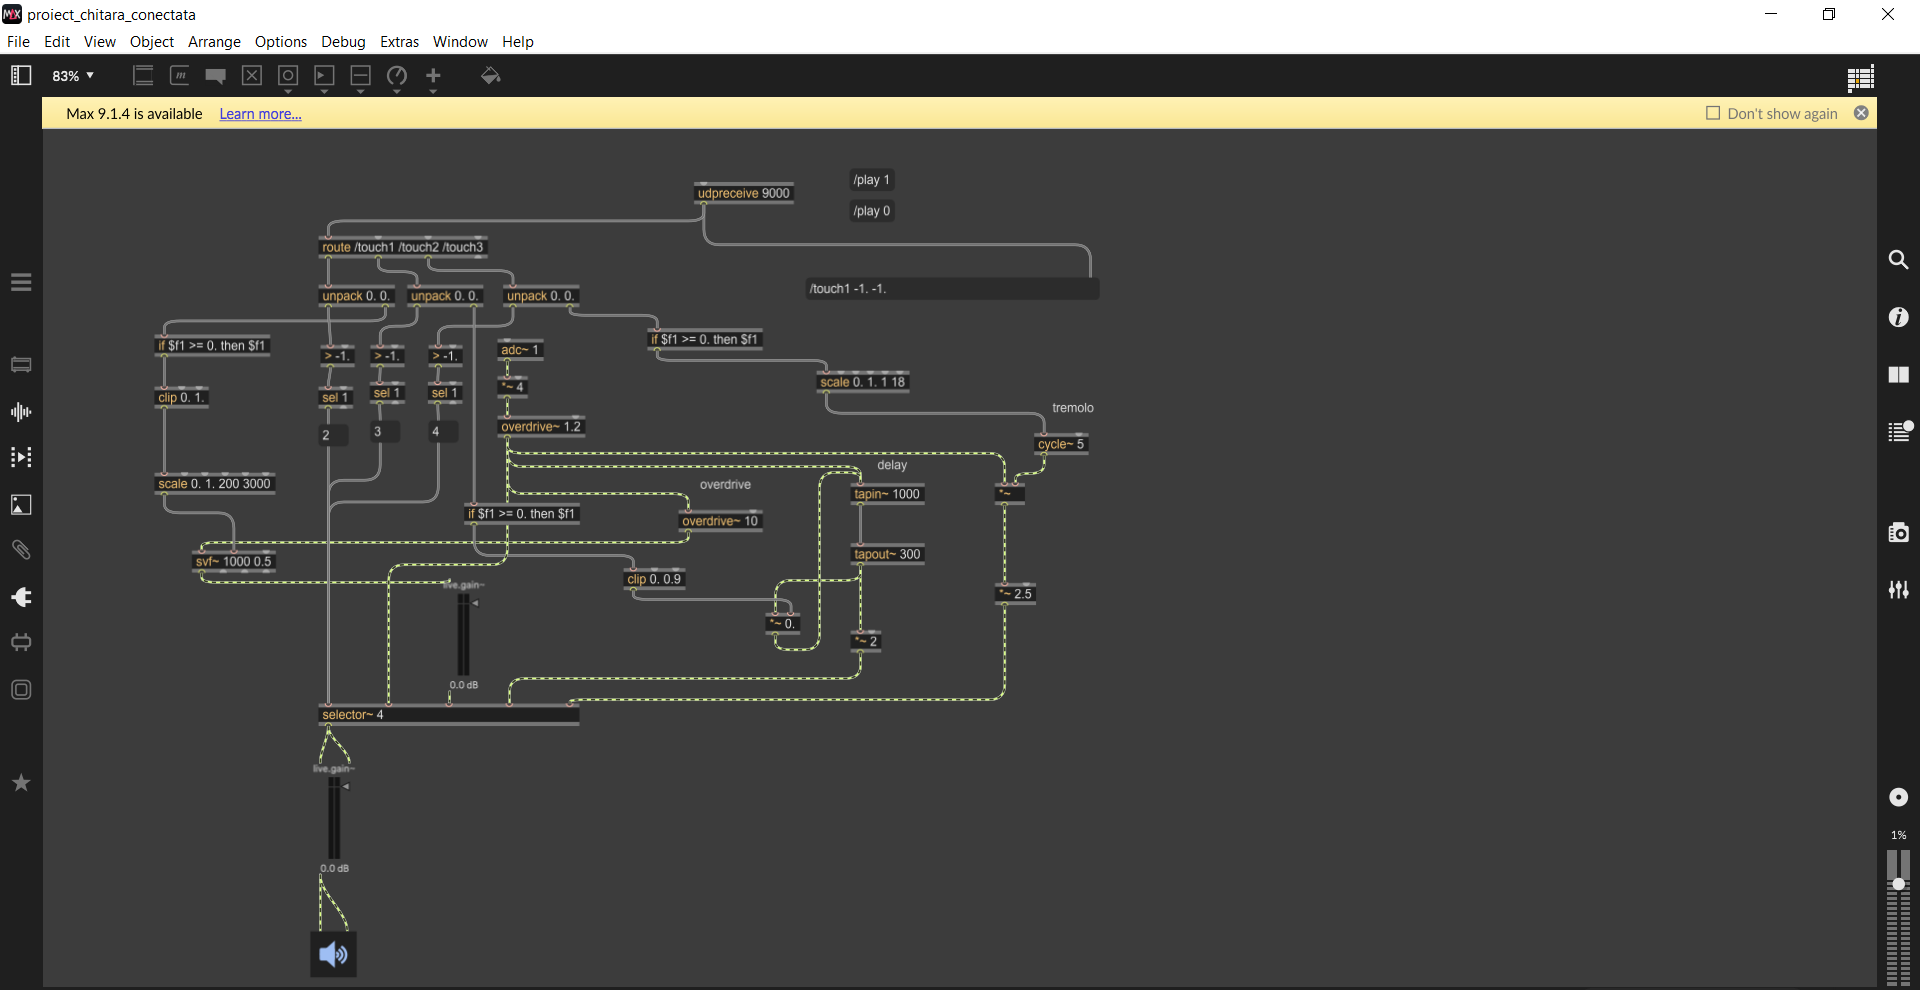 proiect_chitara_conectata
File Edit View Object Arrange Options Debug Extras Window Help
83%
Max 9.1.4 is available Learn more... Don't show again
/play 1
udpreceive 9000
/play 0
route /touch1 /touch2 /touch3
/touch1 -1. -1.
unpack 0. 0. unpack 0. 0. unpack 0. 0.
if $f1 >= 0. then $f1
if $f1 >= 0. then $f1
> -1. > -1. > -1. adc~ 1
scale 0. 1. 1 18
*~ 4
clip 0. 1. sel 1 sel 1 sel 1
tremolo
overdrive~ 1.2
2 3 4
cycle~ 5
delay
scale 0. 1. 200 3000
overdrive
tapin~ 1000 *~
if $f1 >= 0. then $f1
overdrive~ 10
tapout~ 300
svf~ 1000 0.5
clip 0. 0.9
live.gain~
*~ 2.5
*~ 0.
*~ 2
0.0 dB
selector~ 4
live.gain~
0.0 dB
1%